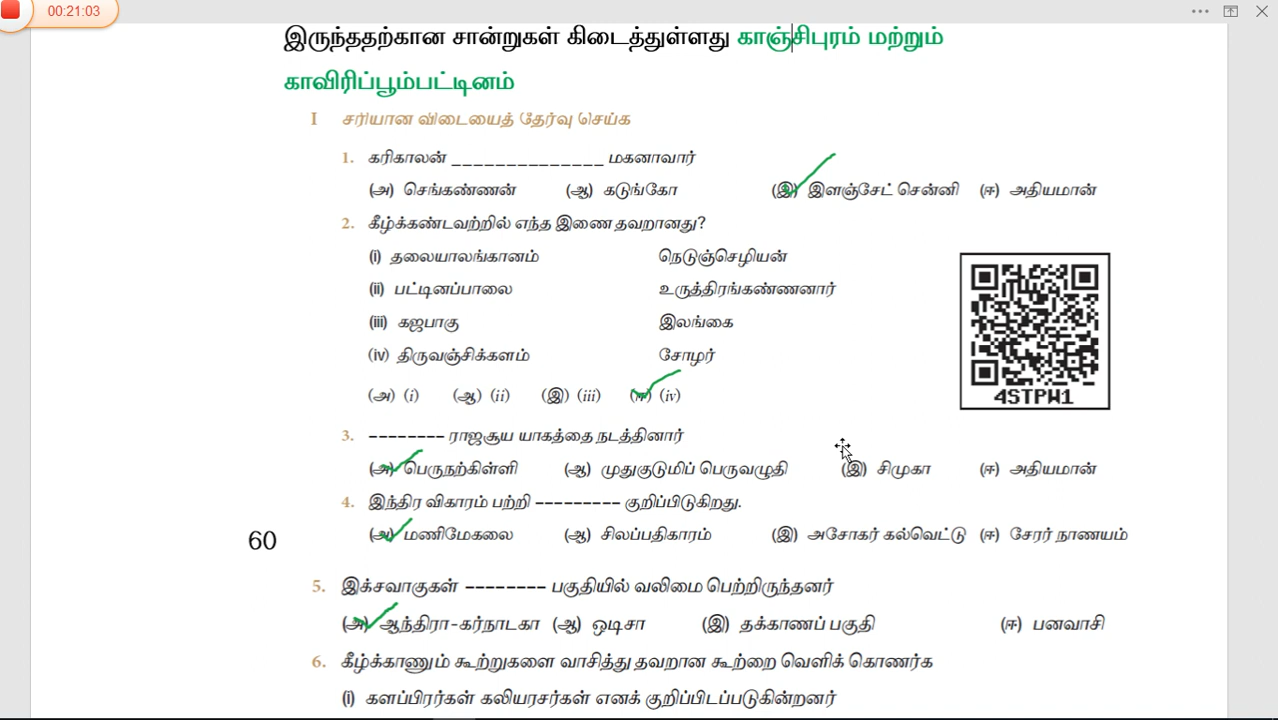 00:21:03
இருந்ததற்கான சான்றுகள் கிடைத்துள்ளது காஞ்சிபுரம் மற்றும்
காவிரிப்பூம்பட்டினம்
I சரியான விடையைத் தேர்வு செய்க
1. கரிகாலன் ______________ மகனாவார்
(அ) செங்கண்ணன் (ஆ) கடுங்கோ (இ) இளஞ்சேட் சென்னி (ஈ) அதியமான்
2. கீழ்க்கண்டவற்றில் எந்த இணை தவறானது?
(i) தலையாலங்கானம் நெடுஞ்செழியன்
(ii) பட்டினப்பாலை உருத்திரங்கண்ணனார்
(iii) கஜபாகு இலங்கை
(iv) திருவஞ்சிக்களம் சோழர்
(அ) (i) (ஆ) (ii) (இ) (iii) (ஈ) (iv)
4STPW1
3. -------- ராஜசூய யாகத்தை நடத்தினார்
(அ) பெருநற்கிள்ளி (ஆ) முதுகுடுமிப் பெருவழுதி (இ) சிமுகா (ஈ) அதியமான்
4. இந்திர விகாரம் பற்றி --------- குறிப்பிடுகிறது.
(அ) மணிமேகலை (ஆ) சிலப்பதிகாரம் (இ) அசோகர் கல்வெட்டு (ஈ) சேரர் நாணயம்
60
5. இக்சவாகுகள் -------- பகுதியில் வலிமை பெற்றிருந்தனர்
(அ) ஆந்திரா-கர்நாடகா (ஆ) ஒடிசா (இ) தக்காணப் பகுதி (ஈ) பனவாசி
6. கீழ்க்காணும் கூற்றுகளை வாசித்து தவறான கூற்றை வெளிக் கொணர்க
(i) களப்பிரர்கள் கலியரசர்கள் எனக் குறிப்பிடப்படுகின்றனர்